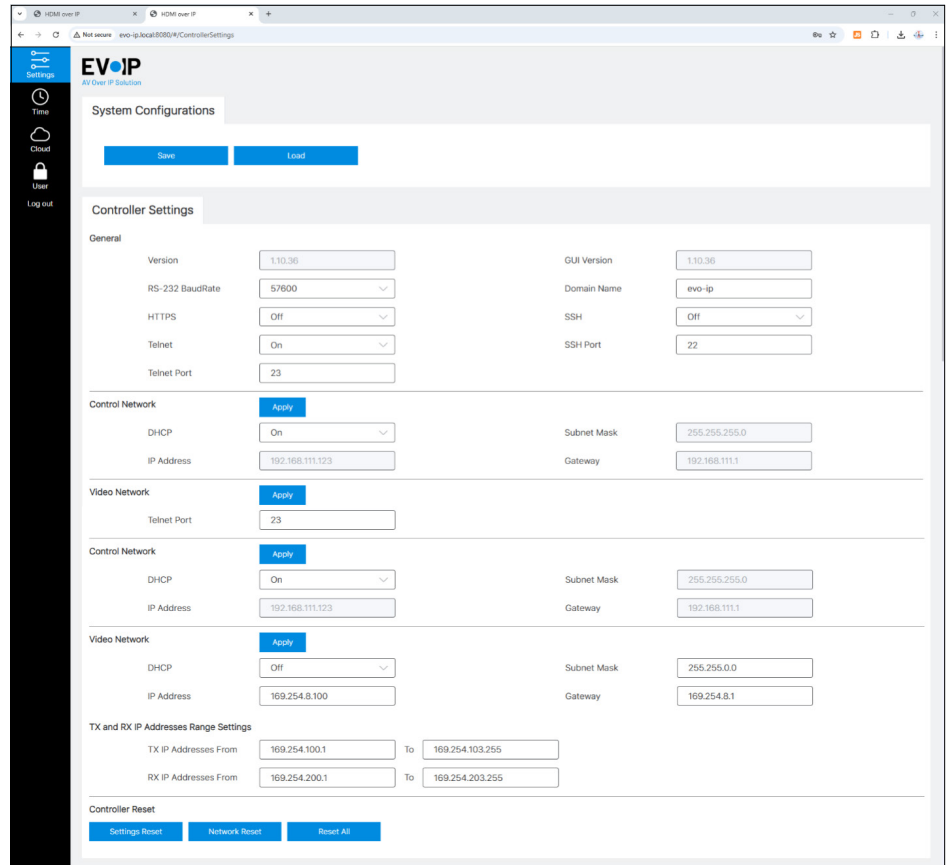 HDMI over IP
HDMI over IP
Not secure evo-ip.local:8080/#/ControllerSettings
Settings
Time
Cloud
User
Log out
EVOIP
AV Over IP Solution
System Configurations
Save Load
Controller Settings
General
Version 1.10.36 GUI Version 1.10.36
RS-232 BaudRate 57600 Domain Name evo-ip
HTTPS Off SSH Off
Telnet On SSH Port 22
Telnet Port 23
Control Network Apply
DHCP On Subnet Mask 255.255.255.0
IP Address 192.168.111.123 Gateway 192.168.111.1
Video Network Apply
Telnet Port 23
Control Network Apply
DHCP On Subnet Mask 255.255.255.0
IP Address 192.168.111.123 Gateway 192.168.111.1
Video Network Apply
DHCP Off Subnet Mask 255.255.0.0
IP Address 169.254.8.100 Gateway 169.254.8.1
TX and RX IP Addresses Range Settings
TX IP Addresses From 169.254.100.1 To 169.254.103.255
RX IP Addresses From 169.254.200.1 To 169.254.203.255
Controller Reset
Settings Reset Network Reset Reset All